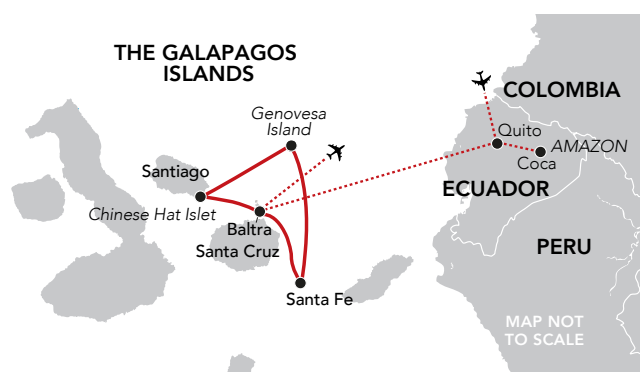 THE GALAPAGOS
ISLANDS
Genovesa
Island
COLOMBIA
Quito
AMAZON
Coca
Santiago
ECUADOR
Chinese Hat Islet
Baltra
Santa Cruz
PERU
Santa Fe
MAP NOT
TO SCALE